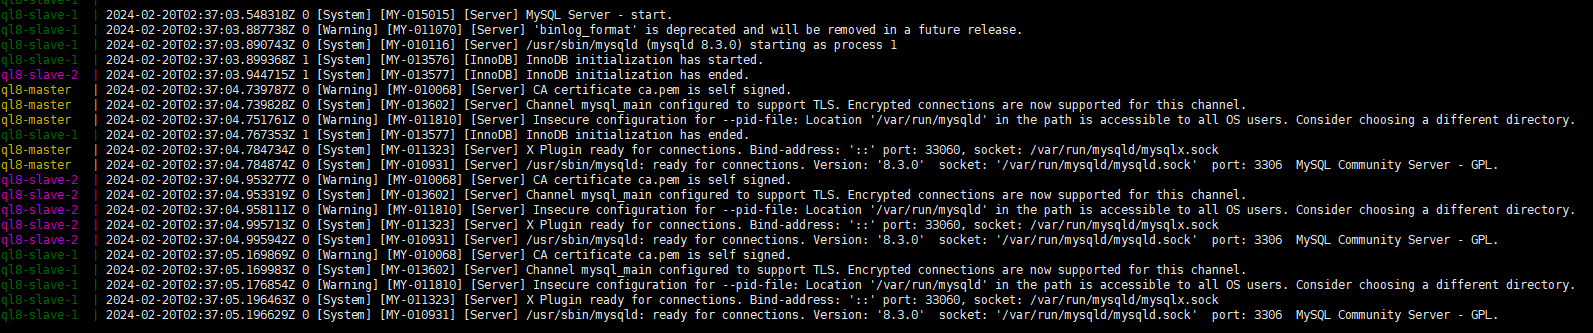 ql8-slave-1  | 2024-02-20T02:37:03.548318Z 0 [System] [MY-015015] [Server] MySQL Server - start.
ql8-slave-1  | 2024-02-20T02:37:03.887738Z 0 [Warning] [MY-011070] [Server] 'binlog_format' is deprecated and will be removed in a future release.
ql8-slave-1  | 2024-02-20T02:37:03.890743Z 0 [System] [MY-010116] [Server] /usr/sbin/mysqld (mysqld 8.3.0) starting as process 1
ql8-slave-1  | 2024-02-20T02:37:03.899368Z 1 [System] [MY-013576] [InnoDB] InnoDB initialization has started.
ql8-slave-2  | 2024-02-20T02:37:03.944715Z 1 [System] [MY-013577] [InnoDB] InnoDB initialization has ended.
ql8-master   | 2024-02-20T02:37:04.739787Z 0 [Warning] [MY-010068] [Server] CA certificate ca.pem is self signed.
ql8-master   | 2024-02-20T02:37:04.739828Z 0 [System] [MY-013602] [Server] Channel mysql_main configured to support TLS. Encrypted connections are now supported for this channel.
ql8-master   | 2024-02-20T02:37:04.751761Z 0 [Warning] [MY-011810] [Server] Insecure configuration for --pid-file: Location '/var/run/mysqld' in the path is accessible to all OS users. Consider choosing a different directory.
ql8-slave-1  | 2024-02-20T02:37:04.767353Z 1 [System] [MY-013577] [InnoDB] InnoDB initialization has ended.
ql8-master   | 2024-02-20T02:37:04.784734Z 0 [System] [MY-011323] [Server] X Plugin ready for connections. Bind-address: '::' port: 33060, socket: /var/run/mysqld/mysqlx.sock
ql8-master   | 2024-02-20T02:37:04.784874Z 0 [System] [MY-010931] [Server] /usr/sbin/mysqld: ready for connections. Version: '8.3.0'  socket: '/var/run/mysqld/mysqld.sock'  port: 3306  MySQL Community Server - GPL.
ql8-slave-2  | 2024-02-20T02:37:04.953277Z 0 [Warning] [MY-010068] [Server] CA certificate ca.pem is self signed.
ql8-slave-2  | 2024-02-20T02:37:04.953319Z 0 [System] [MY-013602] [Server] Channel mysql_main configured to support TLS. Encrypted connections are now supported for this channel.
ql8-slave-2  | 2024-02-20T02:37:04.958111Z 0 [Warning] [MY-011810] [Server] Insecure configuration for --pid-file: Location '/var/run/mysqld' in the path is accessible to all OS users. Consider choosing a different directory.
ql8-slave-2  | 2024-02-20T02:37:04.995713Z 0 [System] [MY-011323] [Server] X Plugin ready for connections. Bind-address: '::' port: 33060, socket: /var/run/mysqld/mysqlx.sock
ql8-slave-2  | 2024-02-20T02:37:04.995942Z 0 [System] [MY-010931] [Server] /usr/sbin/mysqld: ready for connections. Version: '8.3.0'  socket: '/var/run/mysqld/mysqld.sock'  port: 3306  MySQL Community Server - GPL.
ql8-slave-1  | 2024-02-20T02:37:05.169869Z 0 [Warning] [MY-010068] [Server] CA certificate ca.pem is self signed.
ql8-slave-1  | 2024-02-20T02:37:05.169983Z 0 [System] [MY-013602] [Server] Channel mysql_main configured to support TLS. Encrypted connections are now supported for this channel.
ql8-slave-1  | 2024-02-20T02:37:05.176854Z 0 [Warning] [MY-011810] [Server] Insecure configuration for --pid-file: Location '/var/run/mysqld' in the path is accessible to all OS users. Consider choosing a different directory.
ql8-slave-1  | 2024-02-20T02:37:05.196463Z 0 [System] [MY-011323] [Server] X Plugin ready for connections. Bind-address: '::' port: 33060, socket: /var/run/mysqld/mysqlx.sock
ql8-slave-1  | 2024-02-20T02:37:05.196629Z 0 [System] [MY-010931] [Server] /usr/sbin/mysqld: ready for connections. Version: '8.3.0'  socket: '/var/run/mysqld/mysqld.sock'  port: 3306  MySQL Community Server - GPL.